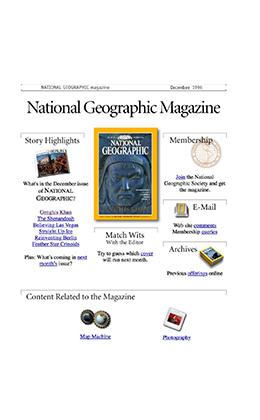 NATIONAL GEOGRAPHIC magazine
December 1996
National Geographic Magazine
Story Highlights
What's in the December issue
of NATIONAL
GEOGRAPHIC?
Genghis Khan
The Shenandoah
Believing Las Vegas
Straight Up Ice
Reinventing Berlin
Feather Star Crinoids
Plus: What's coming in next
month's issue?
NATIONAL
GEOGRAPHIC
Match Wits
With the Editor
Try to guess which cover
will run next month.
Membership
Join the National
Geographic Society and get
the magazine.
E-Mail
Web site comments
Membership queries
Archives
Previous offerings online
Content Related to the Magazine
Map Machine
Photography